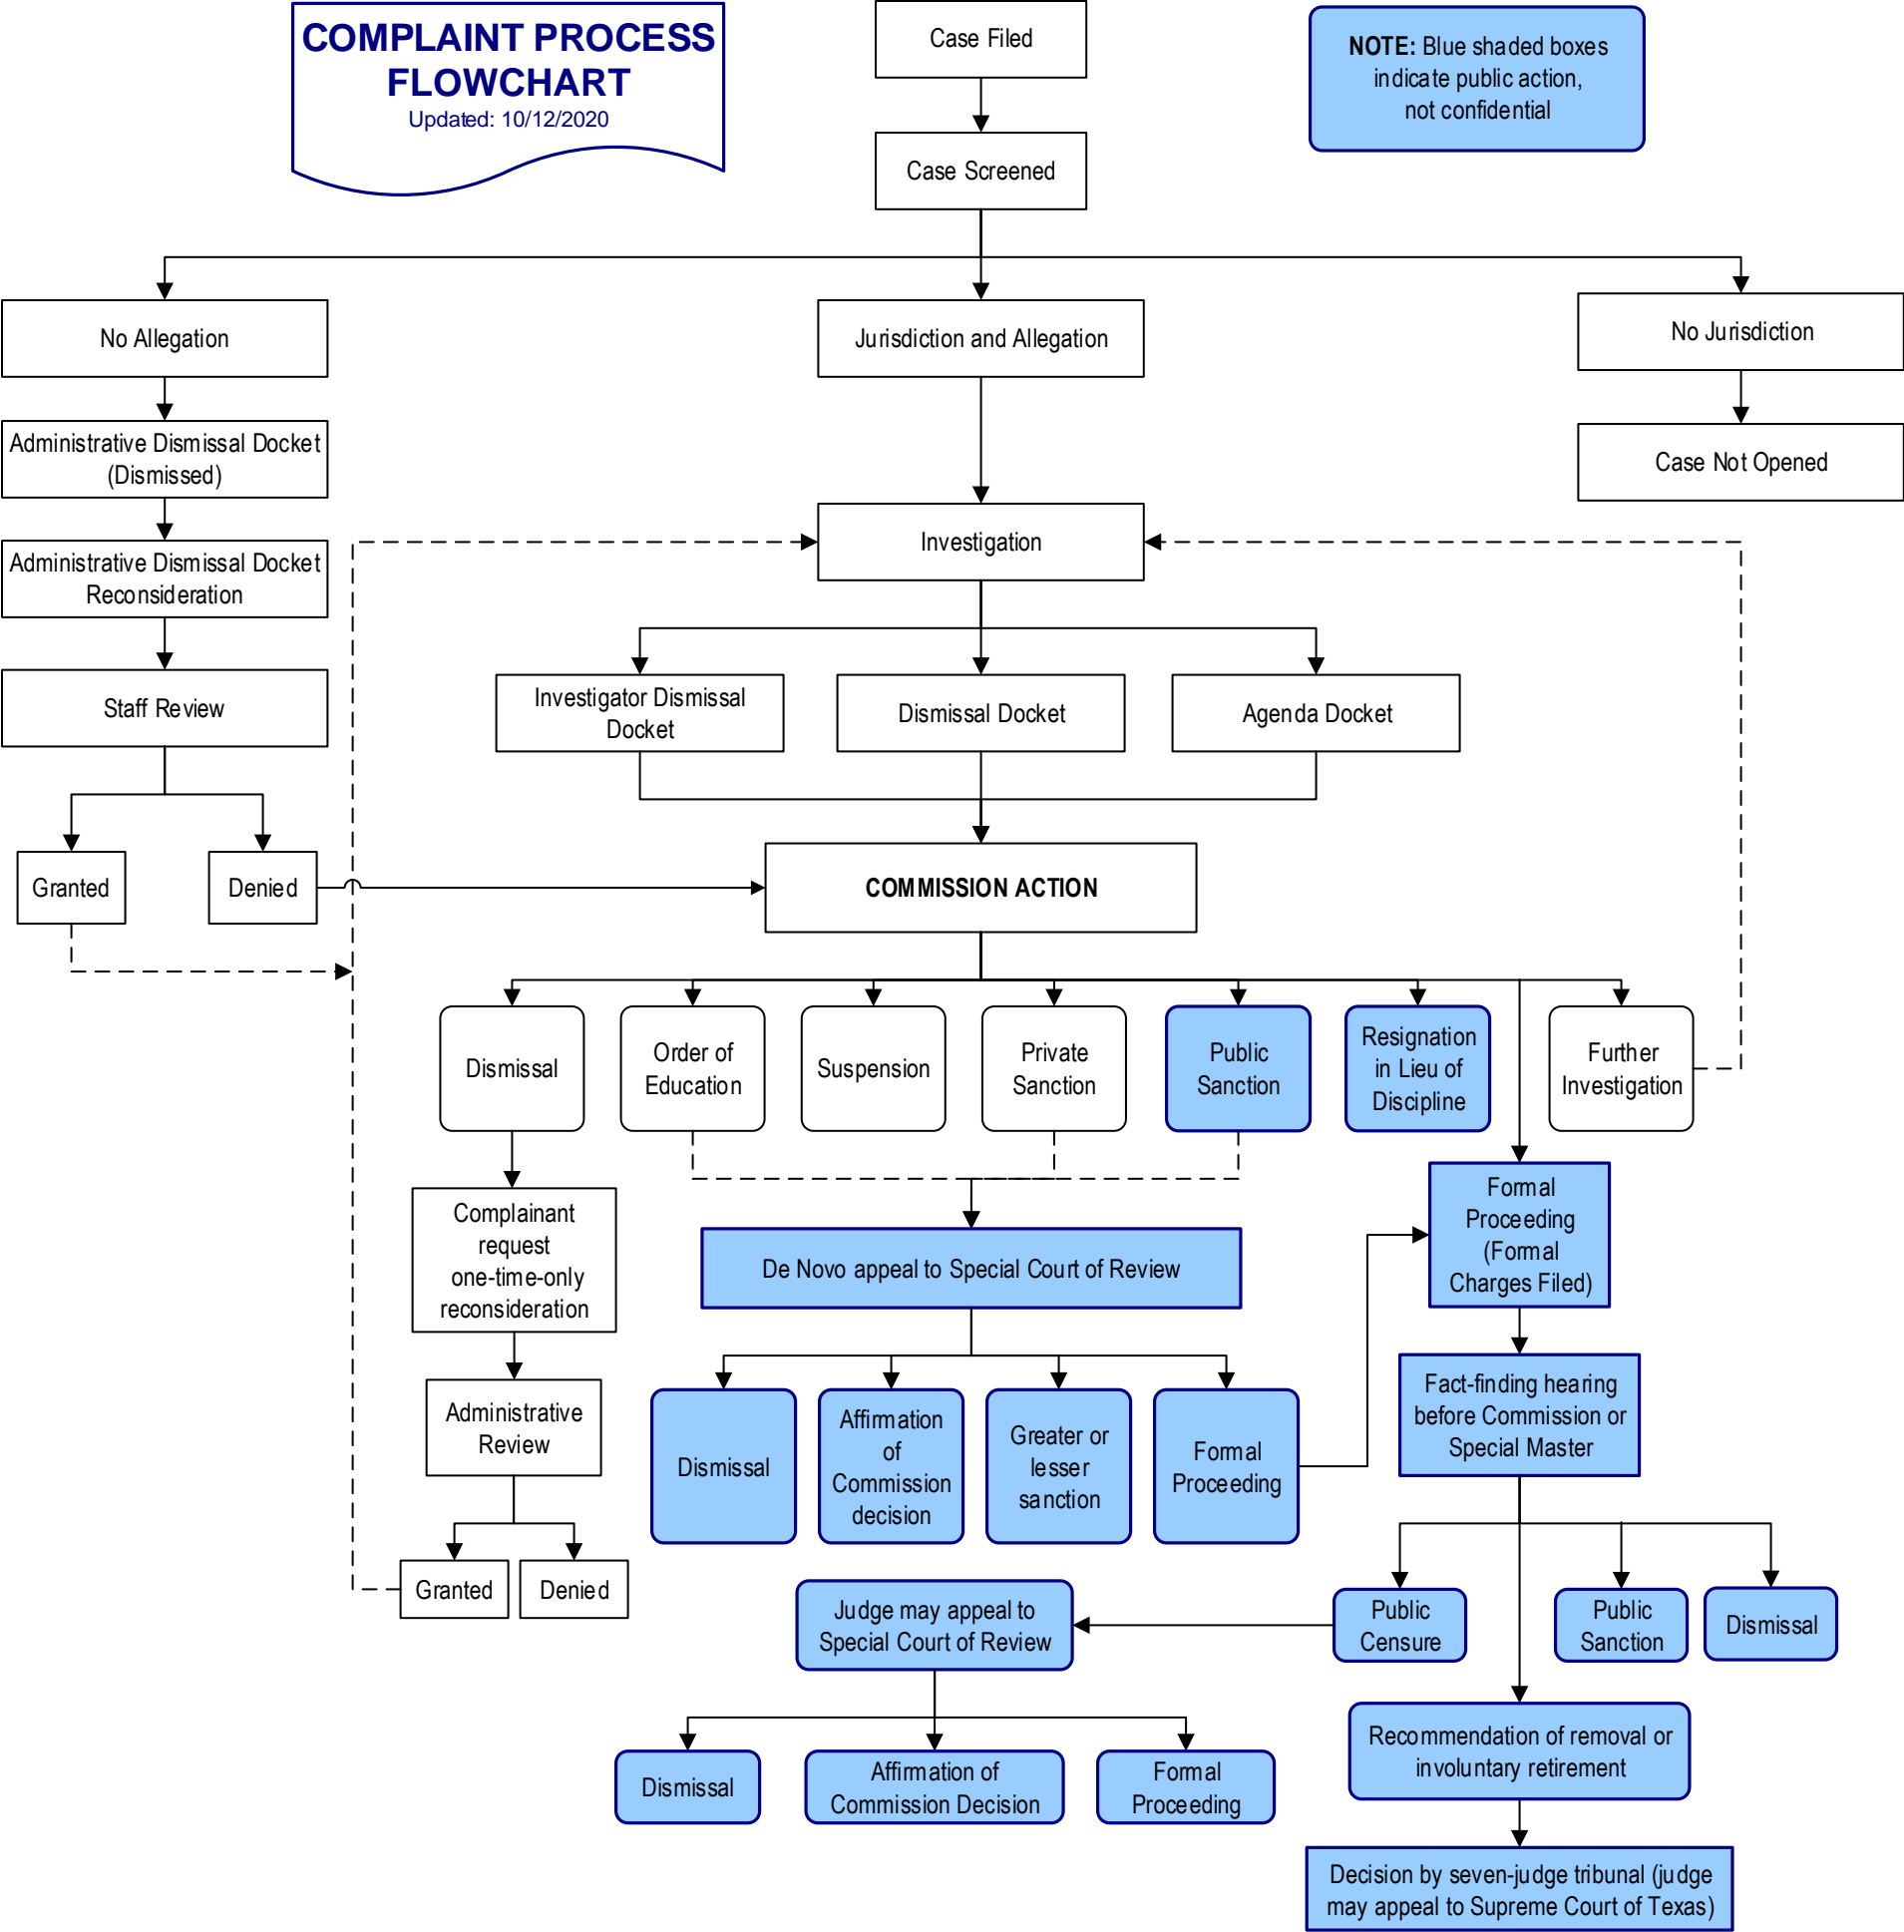 COMPLAINT PROCESS
FLOWCHART
Updated: 10/12/2020
Case Filed
NOTE: Blue shaded boxes
indicate public action,
not confidential
Case Screened
No Allegation
Jurisdiction and Allegation
No Jurisdiction
Administrative Dismissal Docket
(Dismissed)
Case Not Opened
Administrative Dismissal Docket
Reconsideration
Investigation
Staff Review
Investigator Dismissal
Docket
Dismissal Docket
Agenda Docket
Granted
Denied
COMMISSION ACTION
Dismissal
Order of
Education
Suspension
Private
Sanction
Public
Sanction
Resignation
in Lieu of
Discipline
Further
Investigation
Complainant
request
one-time-only
reconsideration
De Novo appeal to Special Court of Review
Formal
Proceeding
(Formal
Charges Filed)
Administrative
Review
Dismissal
Affirmation
of
Commission
decision
Greater or
lesser
sanction
Formal
Proceeding
Fact-finding hearing
before Commission or
Special Master
Granted
Denied
Judge may appeal to
Special Court of Review
Public
Censure
Public
Sanction
Dismissal
Recommendation of removal or
involuntary retirement
Dismissal
Affirmation of
Commission Decision
Formal
Proceeding
Decision by seven-judge tribunal (judge
may appeal to Supreme Court of Texas)